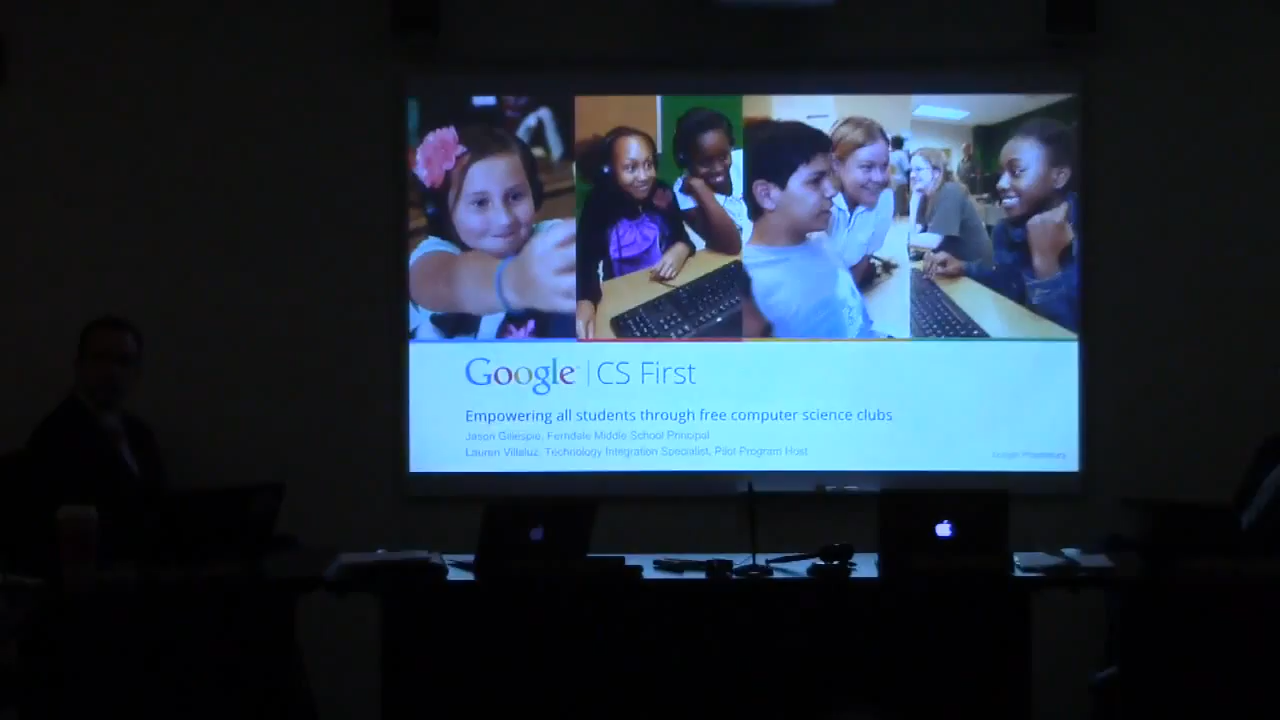 Google | CS First
Empowering all students through free computer science clubs
Jason Gillespie, Ferndale Middle School Principal
Lauren Villaluz, Technology Integration Specialist, Pilot Program Host